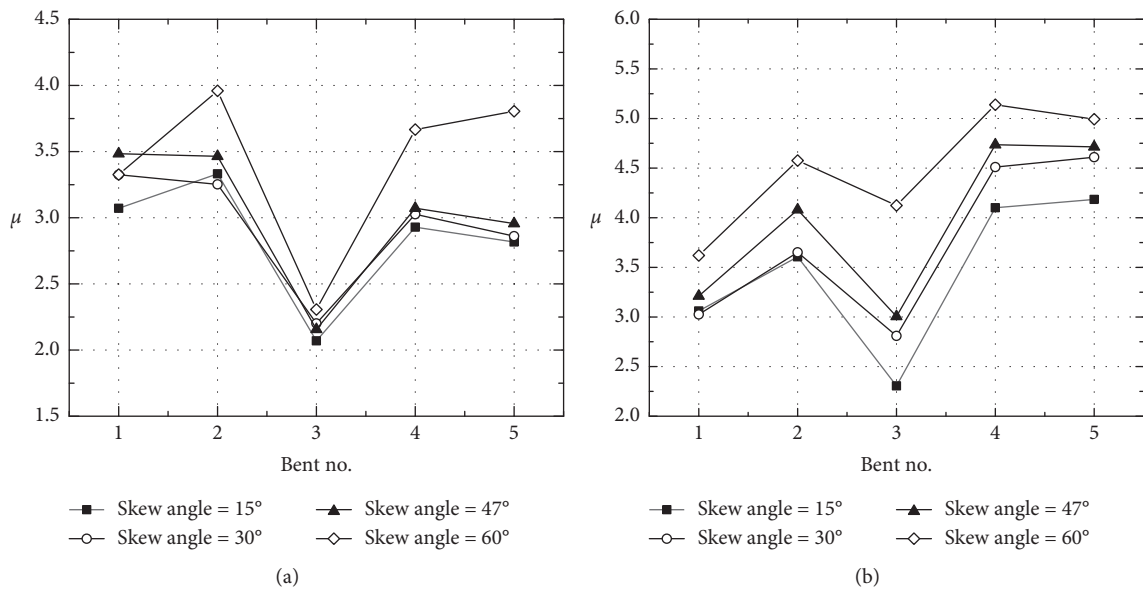 4.5
4.0
3.5
3.0
2.5
2.0
1.5
μ
1 2 3 4 5
Bent no.
Skew angle = 15°
Skew angle = 30°
Skew angle = 47°
Skew angle = 60°
(a)
6.0
5.5
5.0
4.5
4.0
3.5
3.0
2.5
2.0
μ
1 2 3 4 5
Bent no.
Skew angle = 15°
Skew angle = 30°
Skew angle = 47°
Skew angle = 60°
(b)